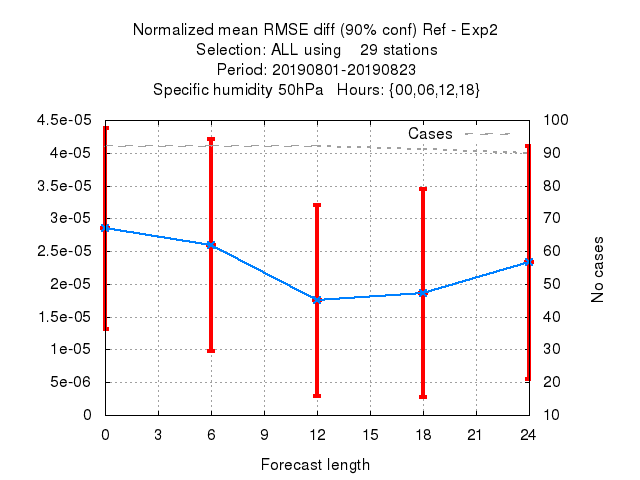 Normalized mean RMSE diff (90% conf) Ref - Exp2
Selection: ALL using    29 stations
Period: 20190801-20190823
Specific humidity 50hPa   Hours: {00,06,12,18}
Cases
4.5e-05
4e-05
3.5e-05
3e-05
2.5e-05
2e-05
1.5e-05
1e-05
5e-06
0
100
90
80
70
60
50
40
30
20
10
No cases
0 3 6 9 12 15 18 21 24
Forecast length